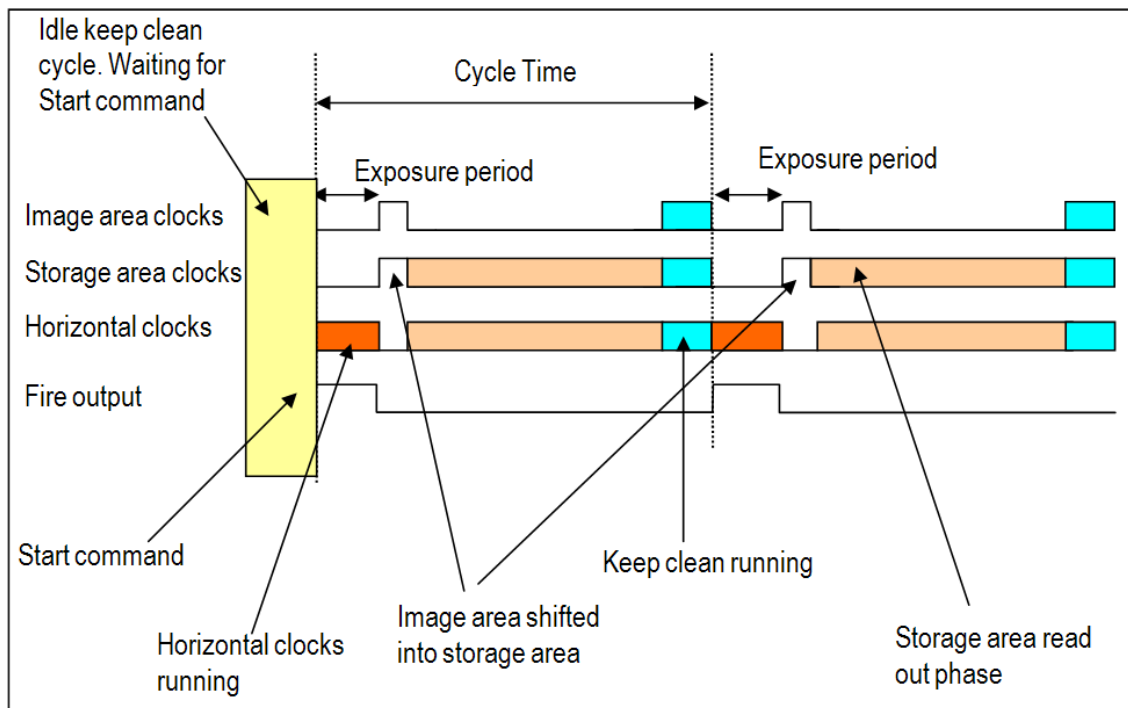 Idle keep clean
cycle. Waiting for
Start command
Cycle Time
Exposure period
Exposure period
Image area clocks
Storage area clocks
Horizontal clocks
Fire output
Start command
Keep clean running
Horizontal clocks
running
Image area shifted
into storage area
Storage area read
out phase